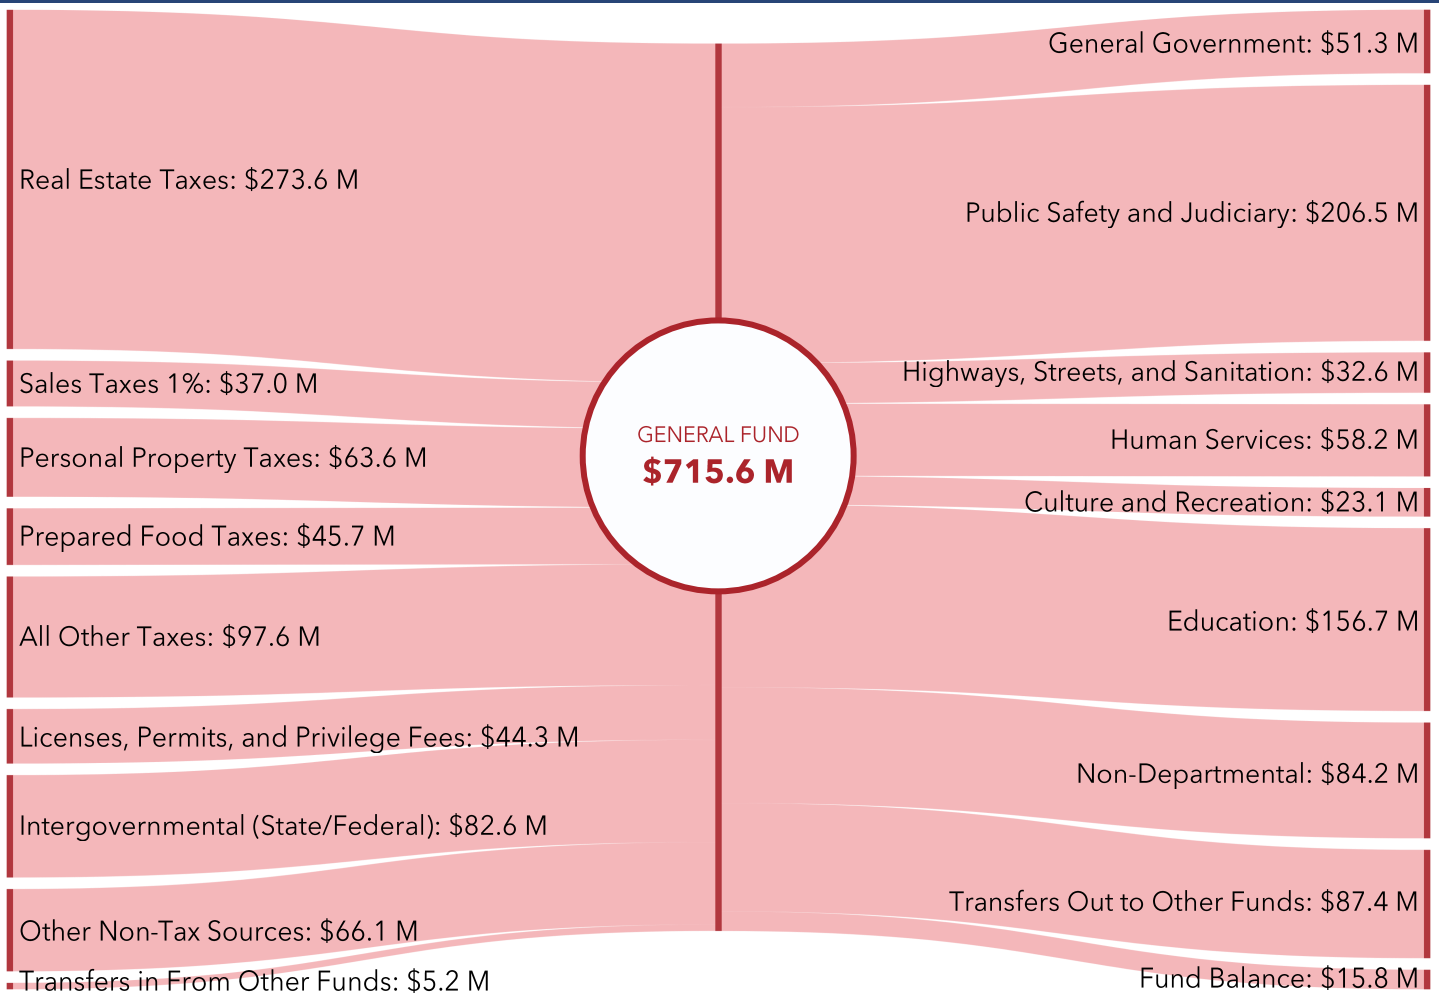 Real Estate Taxes: $273.6 M
Sales Taxes 1%: $37.0 M
Personal Property Taxes: $63.6 M
Prepared Food Taxes: $45.7 M
All Other Taxes: $97.6 M
Licenses, Permits, and Privilege Fees: $44.3 M
Intergovernmental (State/Federal): $82.6 M
Other Non-Tax Sources: $66.1 M
Transfers in From Other Funds: $5.2 M
GENERAL FUND
$715.6 M
General Government: $51.3 M
Public Safety and Judiciary: $206.5 M
Highways, Streets, and Sanitation: $32.6 M
Human Services: $58.2 M
Culture and Recreation: $23.1 M
Education: $156.7 M
Non-Departmental: $84.2 M
Transfers Out to Other Funds: $87.4 M
Fund Balance: $15.8 M